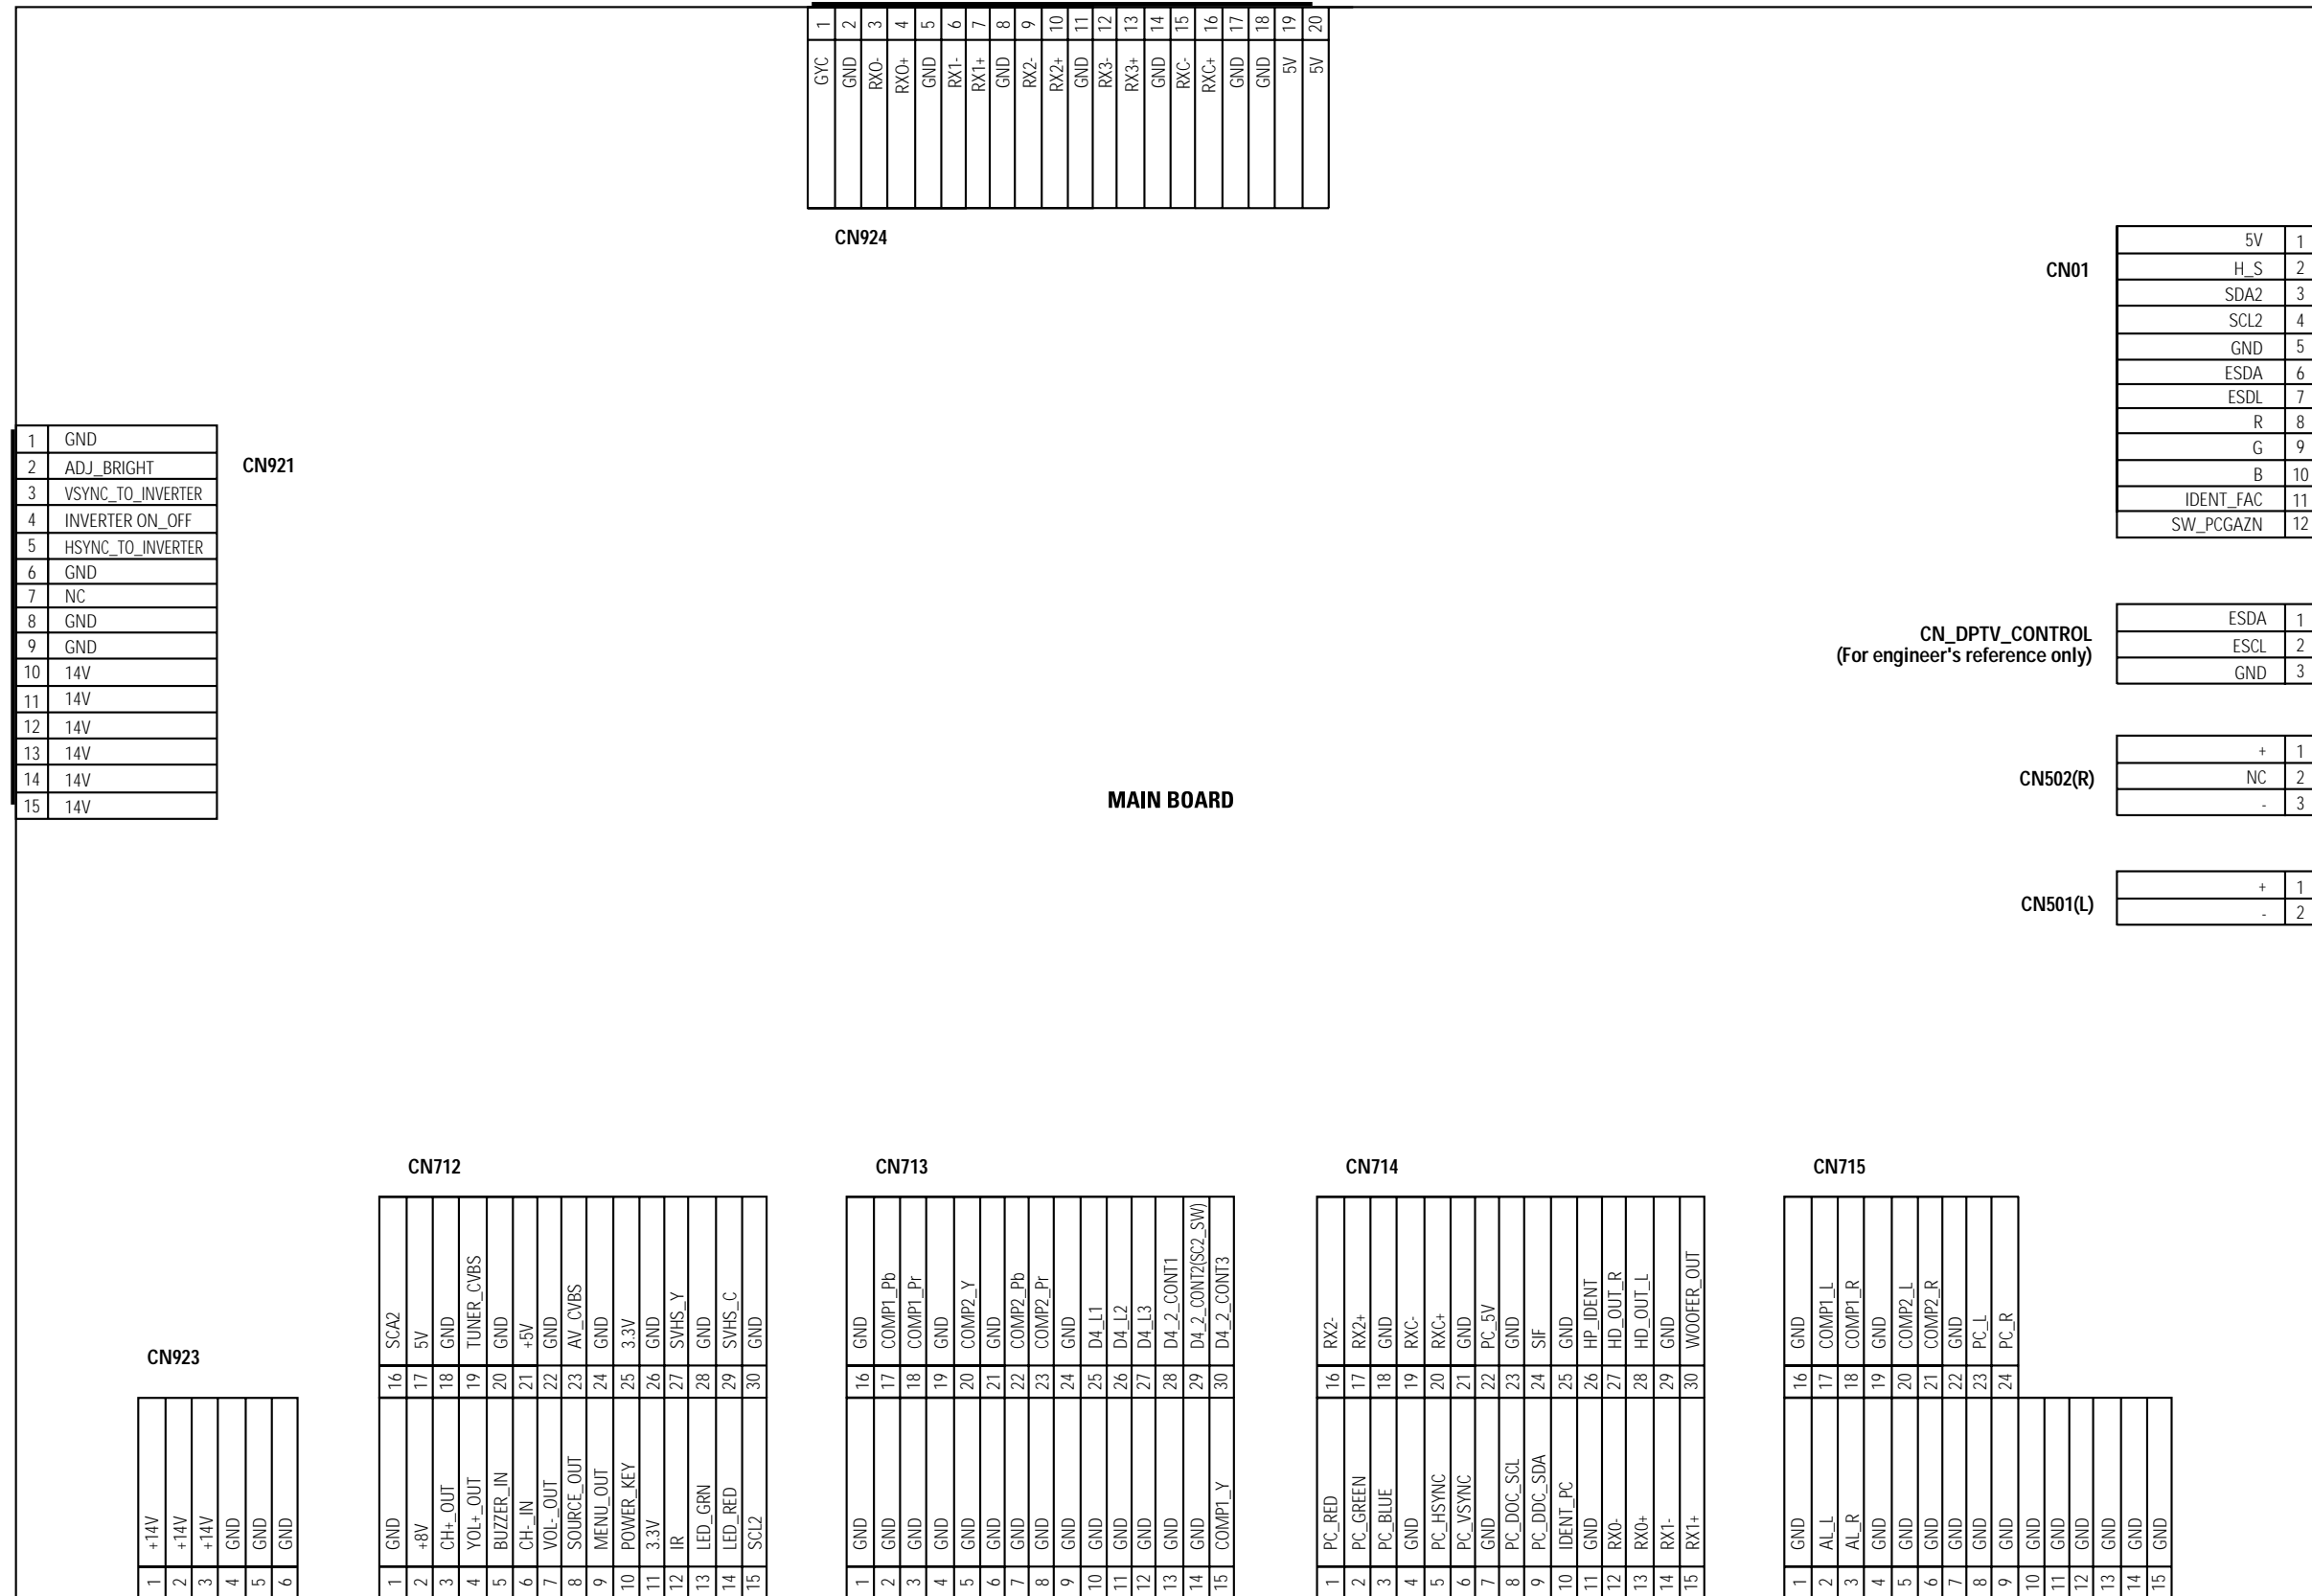 1 GYC
2 GND
3 RXO-
4 RXO+
5 GND
6 RX1-
7 RX1+
8 GND
9 RX2-
10 RX2+
11 GND
12 RX3-
13 RX3+
14 GND
15 RXC-
16 RXC+
17 GND
18 GND
19 5V
20 5V
CN924
CN01
5V 1
H_S 2
SDA2 3
SCL2 4
GND 5
ESDA 6
ESDL 7
R 8
G 9
B 10
IDENT_FAC 11
SW_PCGAZN 12
CN921
1 GND
2 ADJ_BRIGHT
3 VSYNC_TO_INVERTER
4 INVERTER ON_OFF
5 HSYNC_TO_INVERTER
6 GND
7 NC
8 GND
9 GND
10 14V
11 14V
12 14V
13 14V
14 14V
15 14V
CN_DPTV_CONTROL
(For engineer's reference only)
ESDA 1
ESCL 2
GND 3
CN502(R)
+ 1
NC 2
- 3
MAIN BOARD
CN501(L)
+ 1
- 2
CN923
1 +14V
2 +14V
3 +14V
4 GND
5 GND
6 GND
CN712
16 SCA2
17 5V
18 GND
19 TUNER_CVBS
20 GND
21 +5V
22 GND
23 AV_CVBS
24 GND
25 3.3V
26 GND
27 SVHS_Y
28 GND
29 SVHS_C
30 GND
1 GND
2 +8V
3 CH+_OUT
4 YOL+_OUT
5 BUZZER_IN
6 CH-_IN
7 VOL-_OUT
8 SOURCE_OUT
9 MENU_OUT
10 POWER_KEY
11 3.3V
12 IR
13 LED_GRN
14 LED_RED
15 SCL2
CN713
16 GND
17 COMP1_Pb
18 COMP1_Pr
19 GND
20 COMP2_Y
21 GND
22 COMP2_Pb
23 COMP2_Pr
24 GND
25 D4_L1
26 D4_L2
27 D4_L3
28 D4_2_CONT1
29 D4_2_CONT2(SC2_SW)
30 D4_2_CONT3
1 GND
2 GND
3 GND
4 GND
5 GND
6 GND
7 GND
8 GND
9 GND
10 GND
11 GND
12 GND
13 GND
14 GND
15 COMP1_Y
CN714
16 RX2-
17 RX2+
18 GND
19 RXC-
20 RXC+
21 GND
22 PC_5V
23 GND
24 SIF
25 GND
26 HP_IDENT
27 HD_OUT_R
28 HD_OUT_L
29 GND
30 WOOFER_OUT
1 PC_RED
2 PC_GREEN
3 PC_BLUE
4 GND
5 PC_HSYNC
6 PC_VSYNC
7 GND
8 PC_DOC_SCL
9 PC_DDC_SDA
10 IDENT_PC
11 GND
12 RX0-
13 RX0+
14 RX1-
15 RX1+
CN715
16 GND
17 COMP1_L
18 COMP1_R
19 GND
20 COMP2_L
21 COMP2_R
22 GND
23 PC_L
24 PC_R
1 GND
2 AL_L
3 AL_R
4 GND
5 GND
6 GND
7 GND
8 GND
9 GND
10 GND
11 GND
12 GND
13 GND
14 GND
15 GND